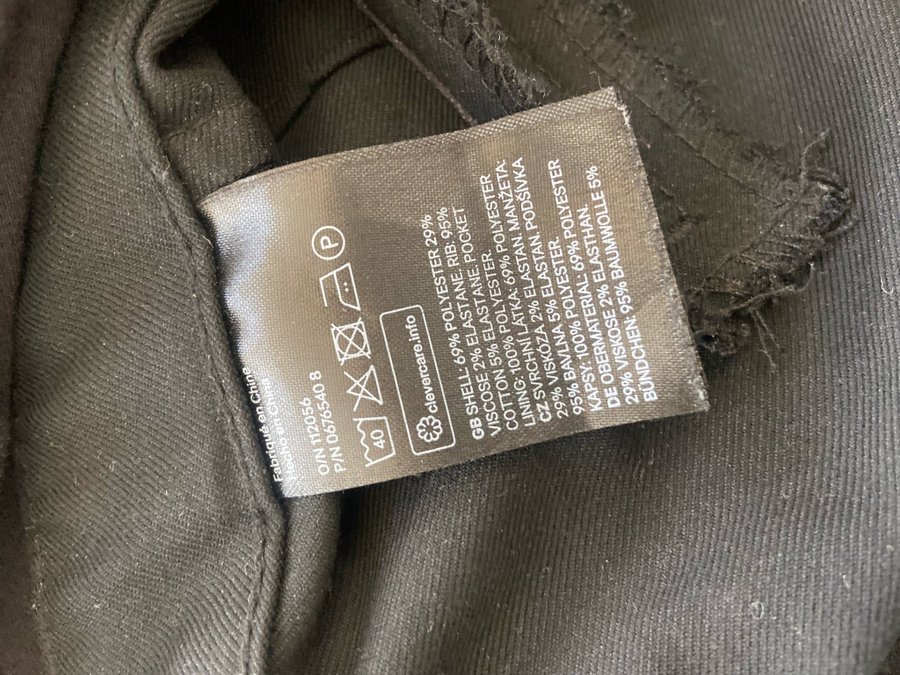 Fabriqué en Chine
Hecho en China
O/N 112056
P/N 0676540 8
40
P
clevercare.info
GB SHELL: 69% POLYESTER 29%
VISCOSE 2% ELASTANE. RIB: 95%
COTTON 5% ELASTANE. POCKET
LINING: 100% POLYESTER.
CZ SVRCHNÍ LÁTKA: 69% POLYESTER
29% VISKÓZA 2% ELASTAN. MANŽETA:
95% BAVLNA 5% ELASTAN. PODŠÍVKA
KAPSY: 100% POLYESTER.
DE OBERMATERIAL: 69% POLYESTER
29% VISKOSE 2% ELASTHAN.
BÜNDCHEN: 95% BAUMWOLLE 5%